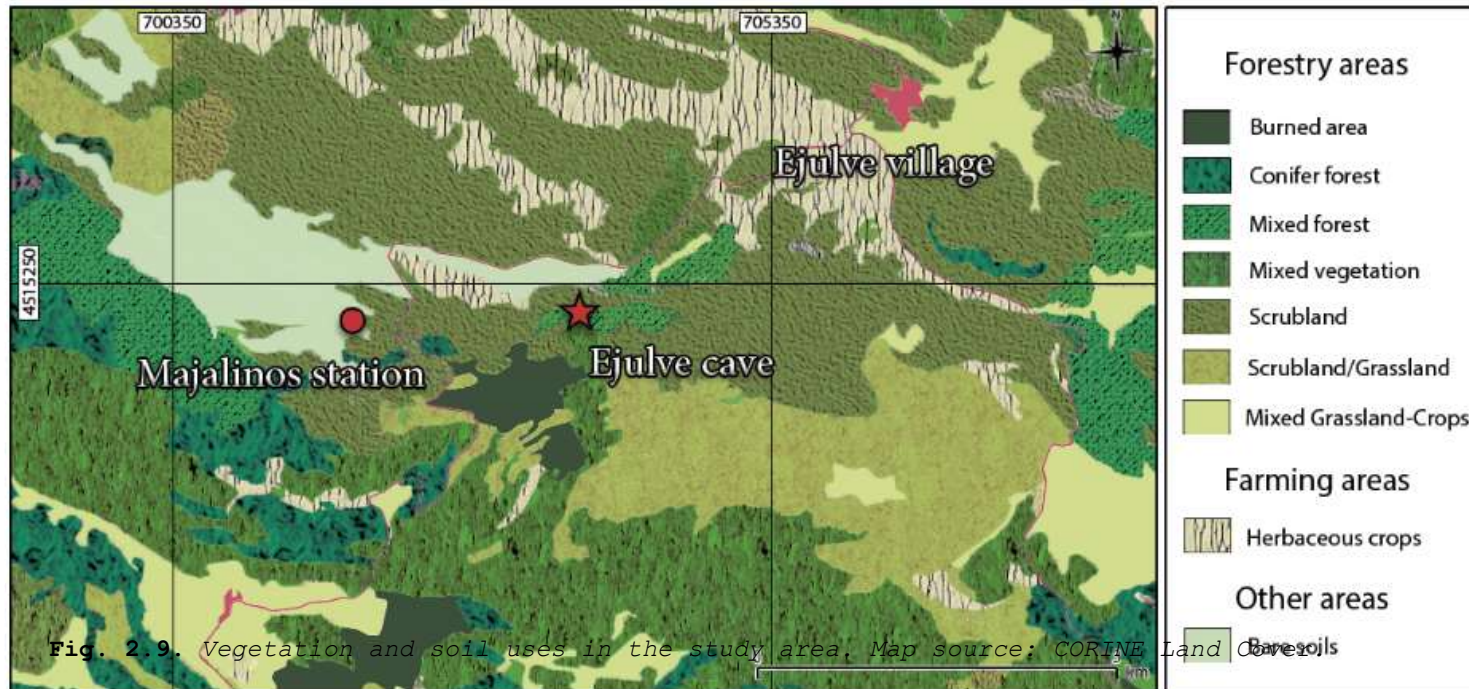 700350
705350
4515250
Ejulve village
Majalinos station
Ejulve cave
Forestry areas
Burned area
Conifer forest
Mixed forest
Mixed vegetation
Scrubland
Scrubland/Grassland
Mixed Grassland-Crops
Farming areas
Herbaceous crops
Other areas
Bare soils
km
Fig. 2.9. Vegetation and soil uses in the study area. Map source: CORINE Land Cover.